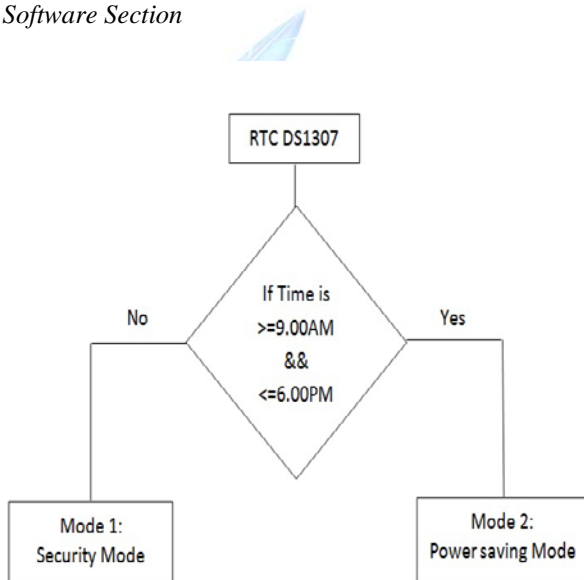 Software Section
RTC DS1307
If Time is
>=9.00AM
&&
<=6.00PM
No
Yes
Mode 1:
Security Mode
Mode 2:
Power saving Mode